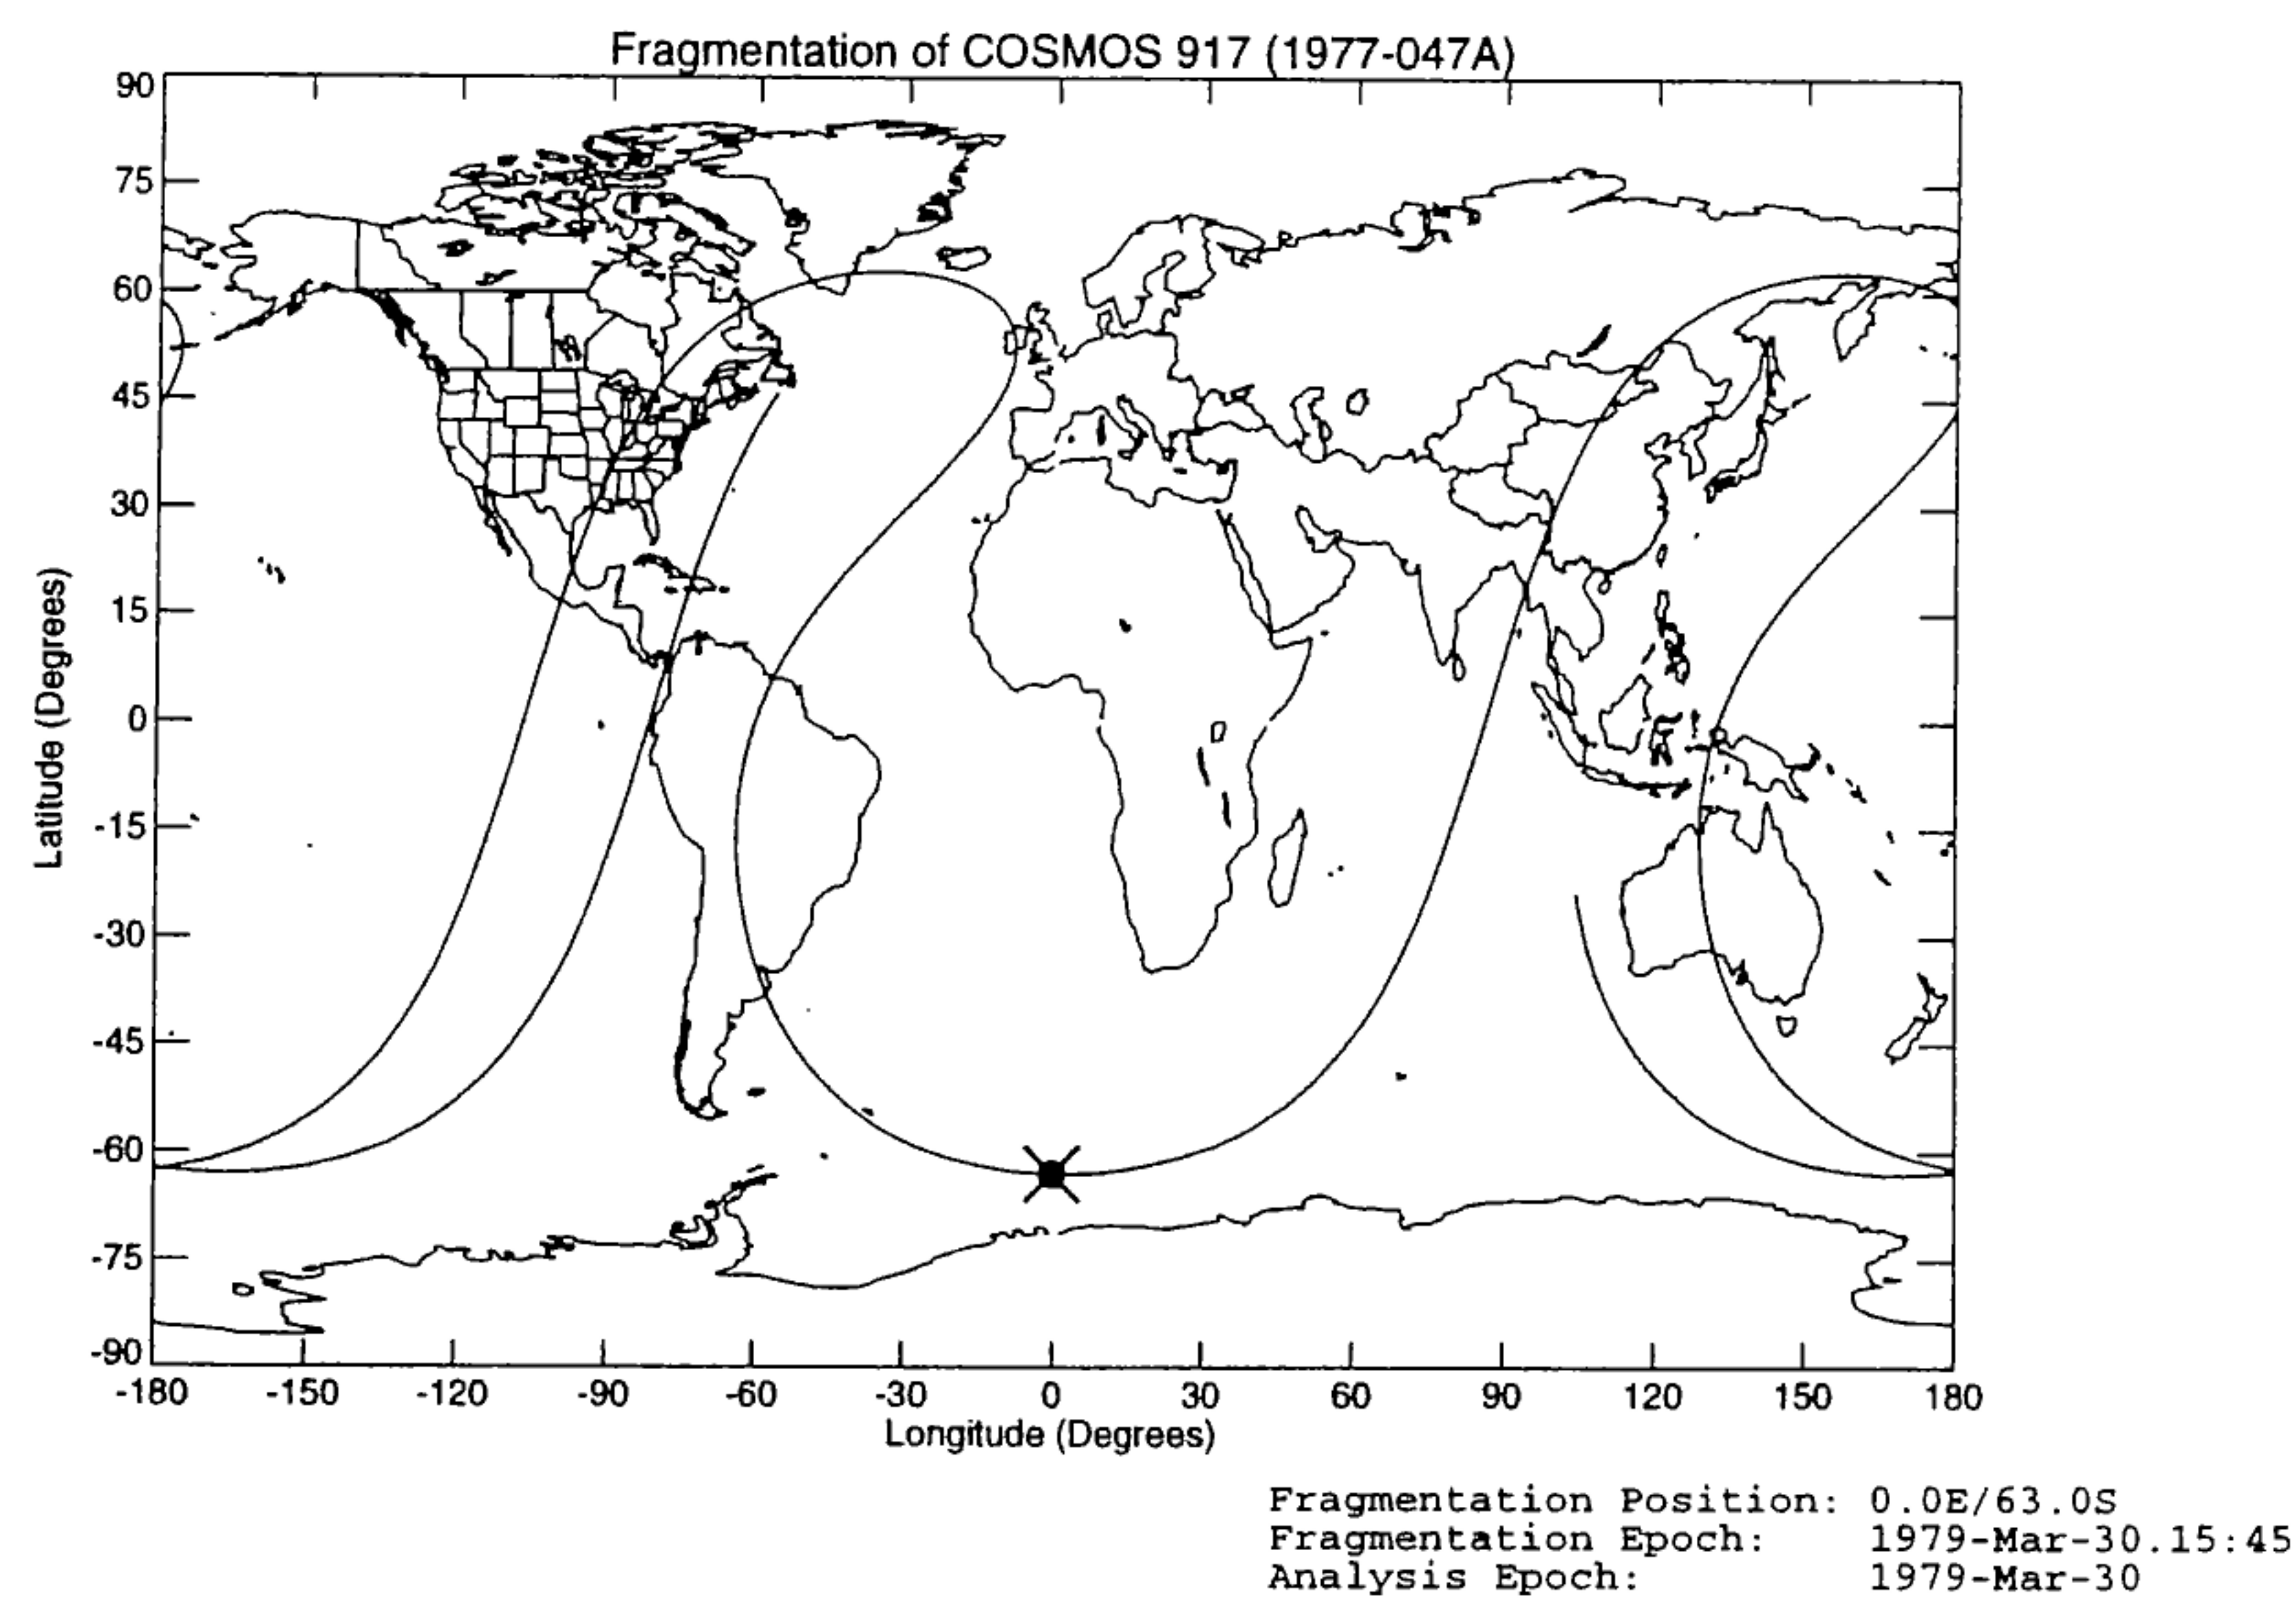 Fragmentation of COSMOS 917 (1977-047A)
90
75
60
45
30
15
0
-15
-30
-45
-60
-75
-90
Latitude (Degrees)
-180 -150 -120 -90 -60 -30 0 30 60 90 120 150 180
Longitude (Degrees)
Fragmentation Position: 0.0E/63.0S
Fragmentation Epoch: 1979-Mar-30.15:45
Analysis Epoch: 1979-Mar-30